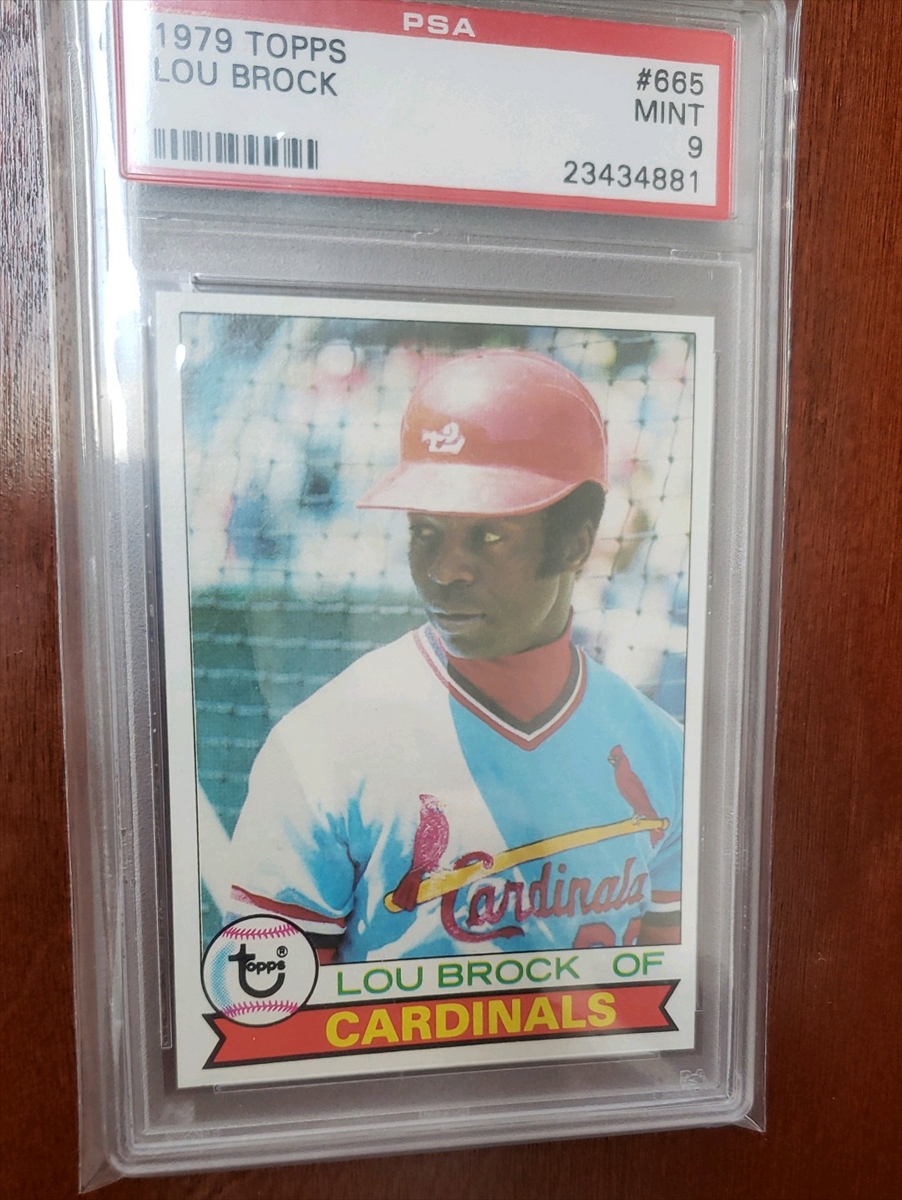 PSA
1979 TOPPS
LOU BROCK
#665
MINT
9
23434881
Cardinals
topps®
LOU BROCK OF
CARDINALS